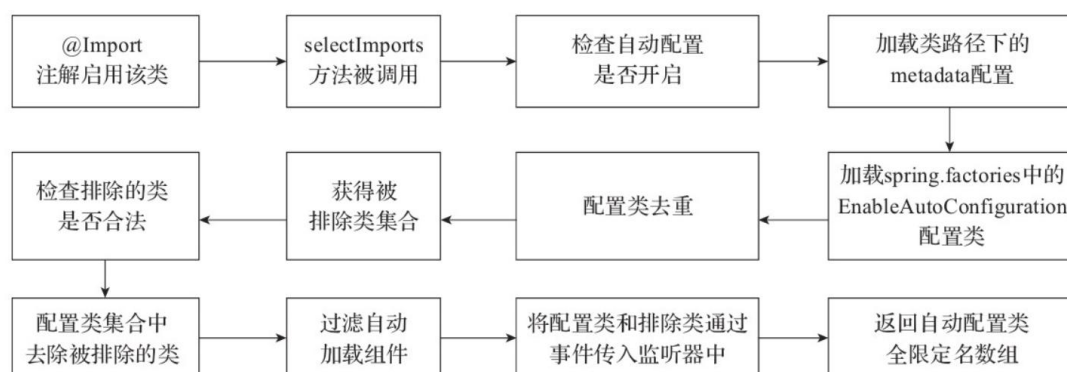 @Import
注解启用该类
selectImports
方法被调用
检查自动配置
是否开启
加载类路径下的
metadata配置
加载spring.factories中的
EnableAutoConfiguration
配置类
配置类去重
获得被
排除类集合
检查排除的类
是否合法
配置类集合中
去除被排除的类
过滤自动
加载组件
将配置类和排除类通过
事件传入监听器中
返回自动配置类
全限定名数组